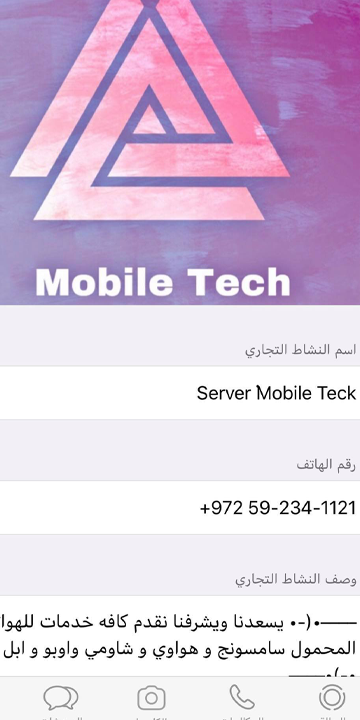 Mobile Tech
اسم النشاط التجاري
Server Mobile Teck
رقم الهاتف
+972 59-234-1121
وصف النشاط التجاري
——•(-• يسعدنا ويشرفنا نقدم كافه خدمات
المحمول سامسونج و هواوي و شاومي واوبو و ابل